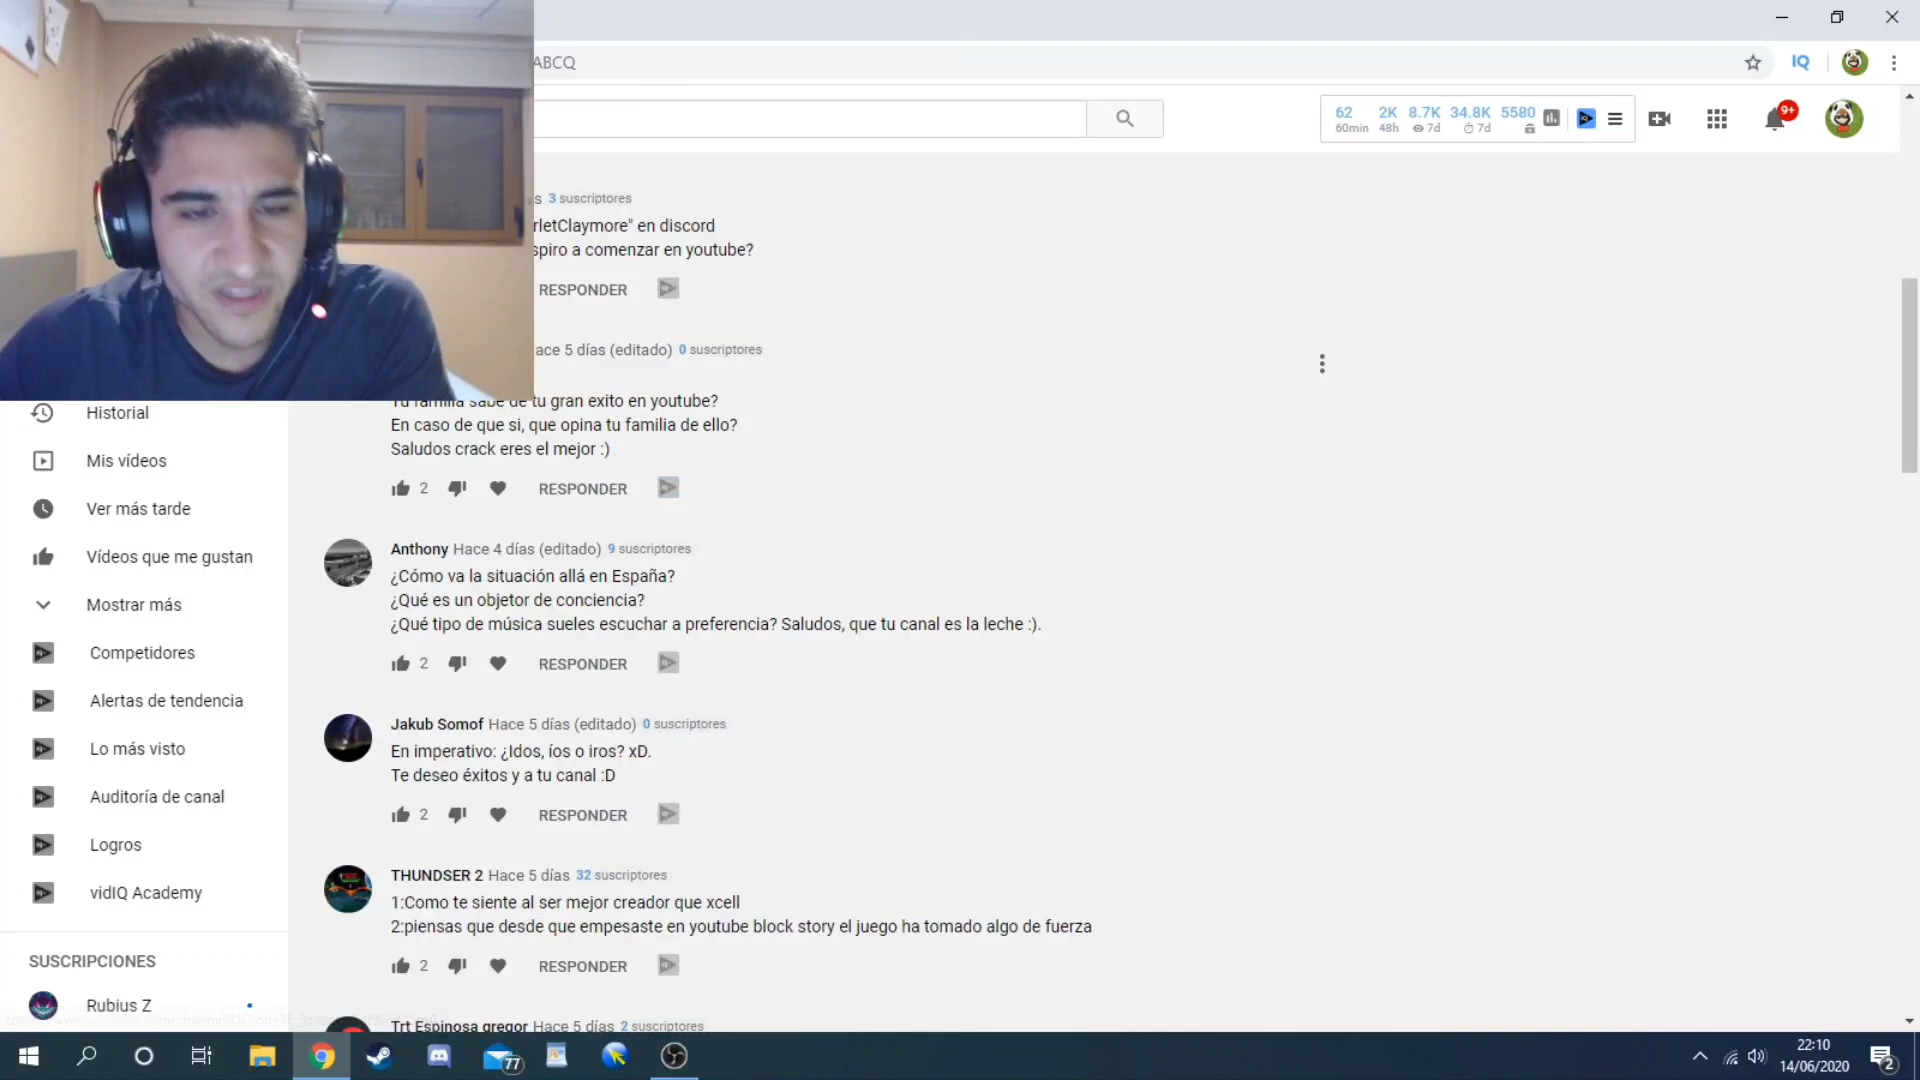 ABCQ
62 2K 8.7K 34.8K 5580
60min 48h 7d 7d
9+
s 3 suscriptores
rletClaymore" en discord
spiro a comenzar en youtube?
RESPONDER
ace 5 días (editado) 0 suscriptores
Tu familia sabe de tu gran exito en youtube?
En caso de que si, que opina tu familia de ello?
Saludos crack eres el mejor :)
2 RESPONDER
Anthony Hace 4 días (editado) 9 suscriptores
¿Cómo va la situación allá en España?
¿Qué es un objetor de conciencia?
¿Qué tipo de música sueles escuchar a preferencia? Saludos, que tu canal es la leche :).
2 RESPONDER
Jakub Somof Hace 5 días (editado) 0 suscriptores
En imperativo: ¿Idos, íos o iros? xD.
Te deseo éxitos y a tu canal :D
2 RESPONDER
THUNDSER 2 Hace 5 días 32 suscriptores
1:Como te siente al ser mejor creador que xcell
2:piensas que desde que empesaste en youtube block story el juego ha tomado algo de fuerza
2 RESPONDER
Trt Espinosa gregor Hace 5 días 2 suscriptores
Historial
Mis vídeos
Ver más tarde
Vídeos que me gustan
Mostrar más
Competidores
Alertas de tendencia
Lo más visto
Auditoría de canal
Logros
vidIQ Academy
SUSCRIPCIONES
Rubius Z
IQ
77
22:10
14/06/2020
2